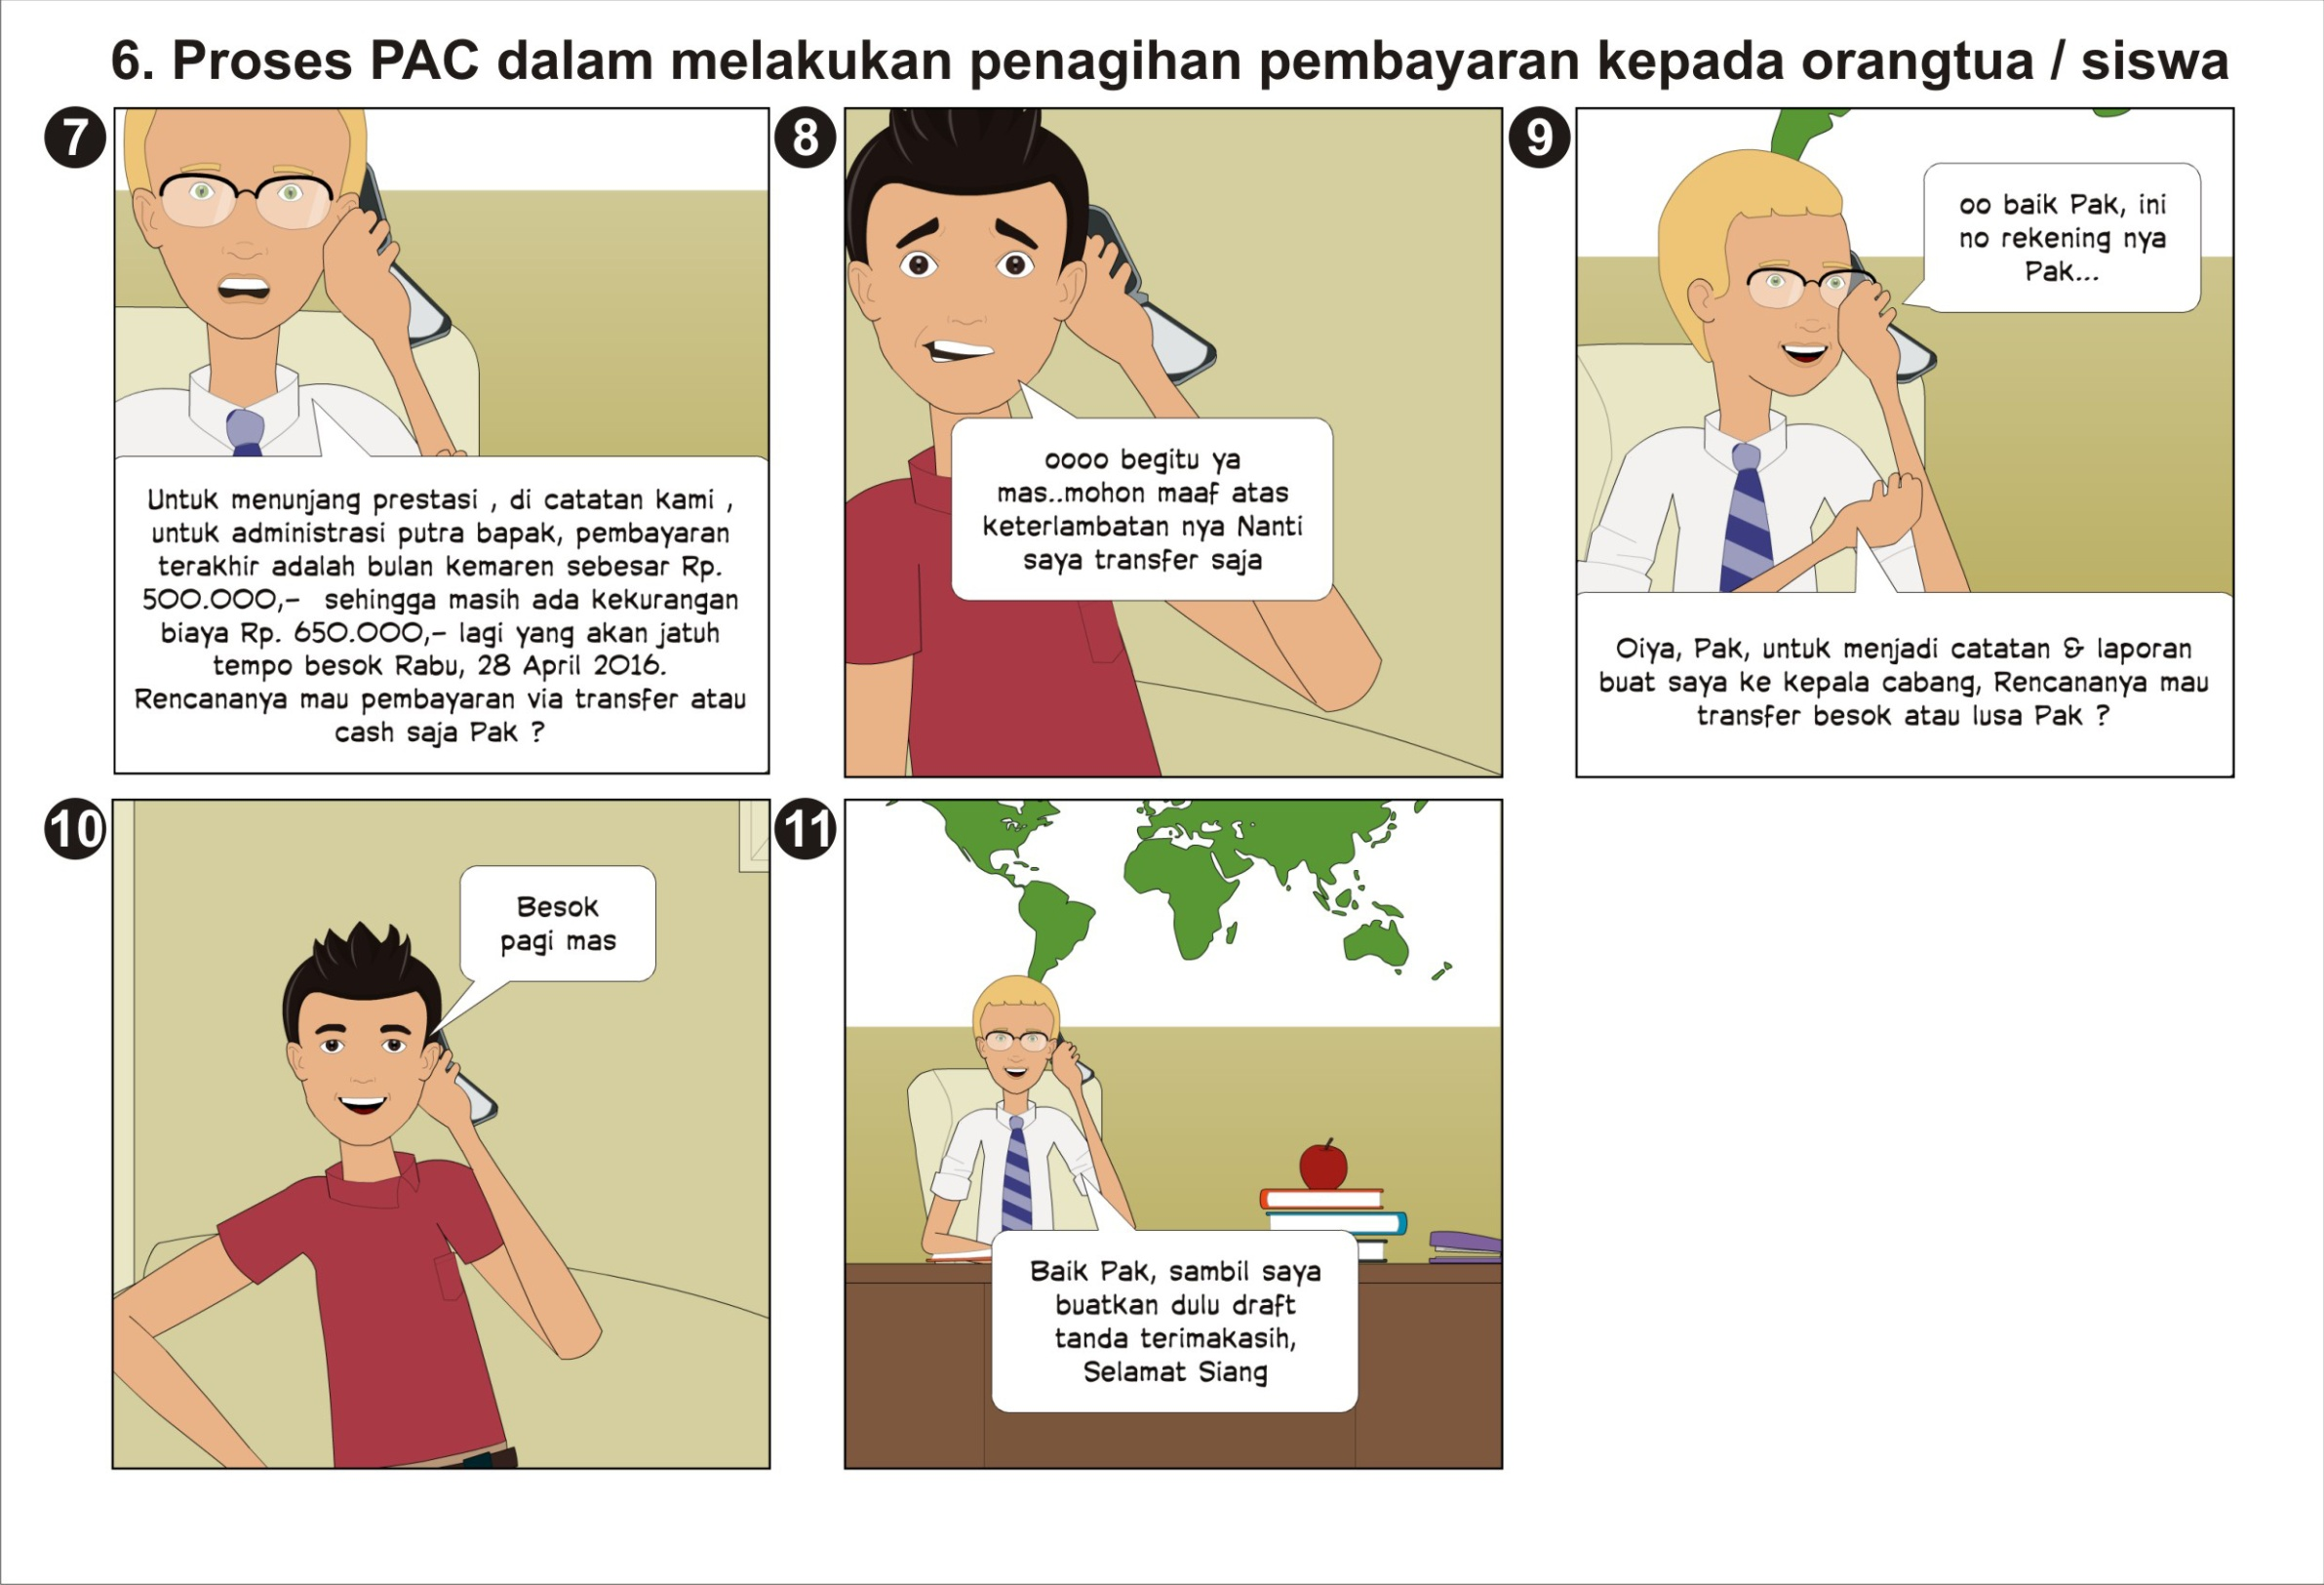 6. Proses PAC dalam melakukan penagihan pembayaran kepada orangtua / siswa
7
Untuk menunjang prestasi , di catatan kami ,
untuk administrasi putra bapak, pembayaran
terakhir adalah bulan kemaren sebesar Rp.
500.000,- sehingga masih ada kekurangan
biaya Rp. 650.000,- lagi yang akan jatuh
tempo besok Rabu, 28 April 2016.
Rencananya mau pembayaran via transfer atau
cash saja Pak ?
8
oooo begitu ya
mas..mohon maaf atas
keterlambatan nya Nanti
saya transfer saja
9
oo baik Pak, ini
no rekening nya
Pak...
Oiya, Pak, untuk menjadi catatan & laporan
buat saya ke kepala cabang, Rencananya mau
transfer besok atau lusa Pak ?
10
Besok
pagi mas
11
Baik Pak, sambil saya
buatkan dulu draft
tanda terimakasih,
Selamat Siang